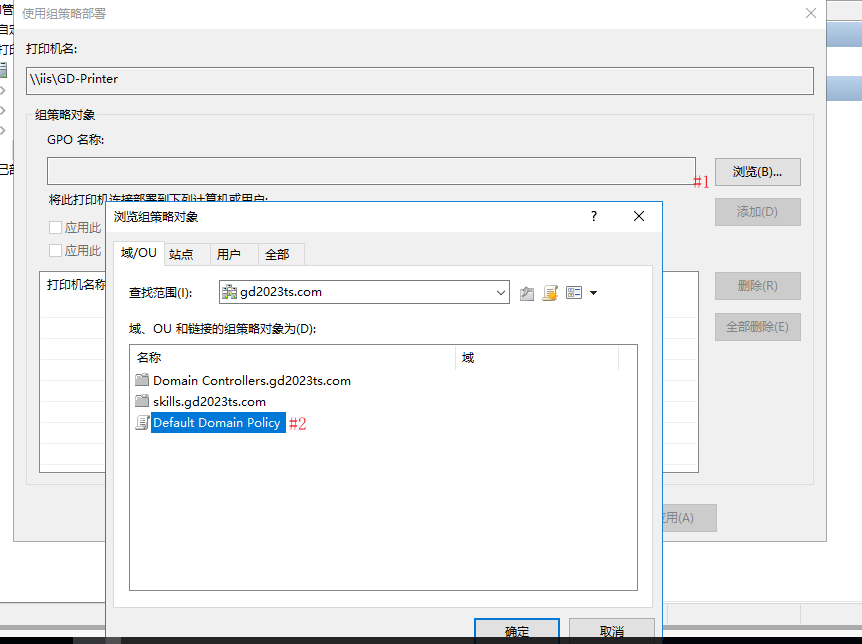 使用组策略部署
打印机名:
\\iis\GD-Printer
组策略对象
GPO 名称:
#1
浏览(B)...
将此打印机连接部署到下列计算机或用户:
添加(D)
应用此
应用此
打印机名称
删除(R)
全部删除(E)
用(A)
浏览组策略对象
?
域/OU
站点
用户
全部
查找范围(I):
gd2023ts.com
域、OU 和链接的组策略对象为(D):
名称
域
Domain Controllers.gd2023ts.com
skills.gd2023ts.com
Default Domain Policy #2
确定
取消